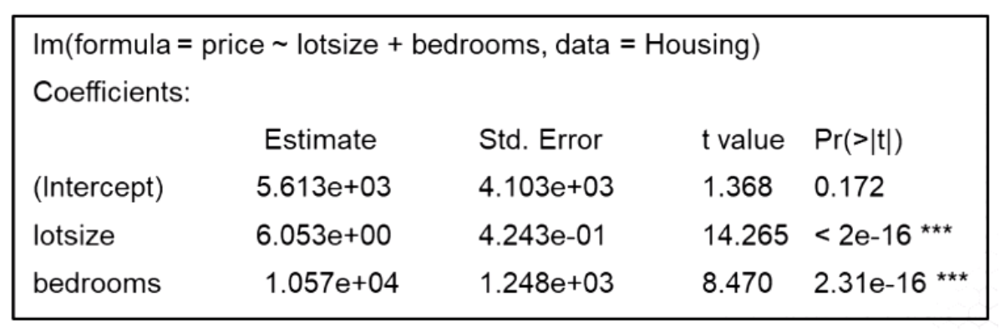 lm(formula = price ~ lotsize + bedrooms, data = Housing)
Coefficients:
Estimate Std. Error t value Pr(>|t|)
(Intercept) 5.613e+03 4.103e+03 1.368 0.172
lotsize 6.053e+00 4.243e-01 14.265 < 2e-16 ***
bedrooms 1.057e+04 1.248e+03 8.470 2.31e-16 ***